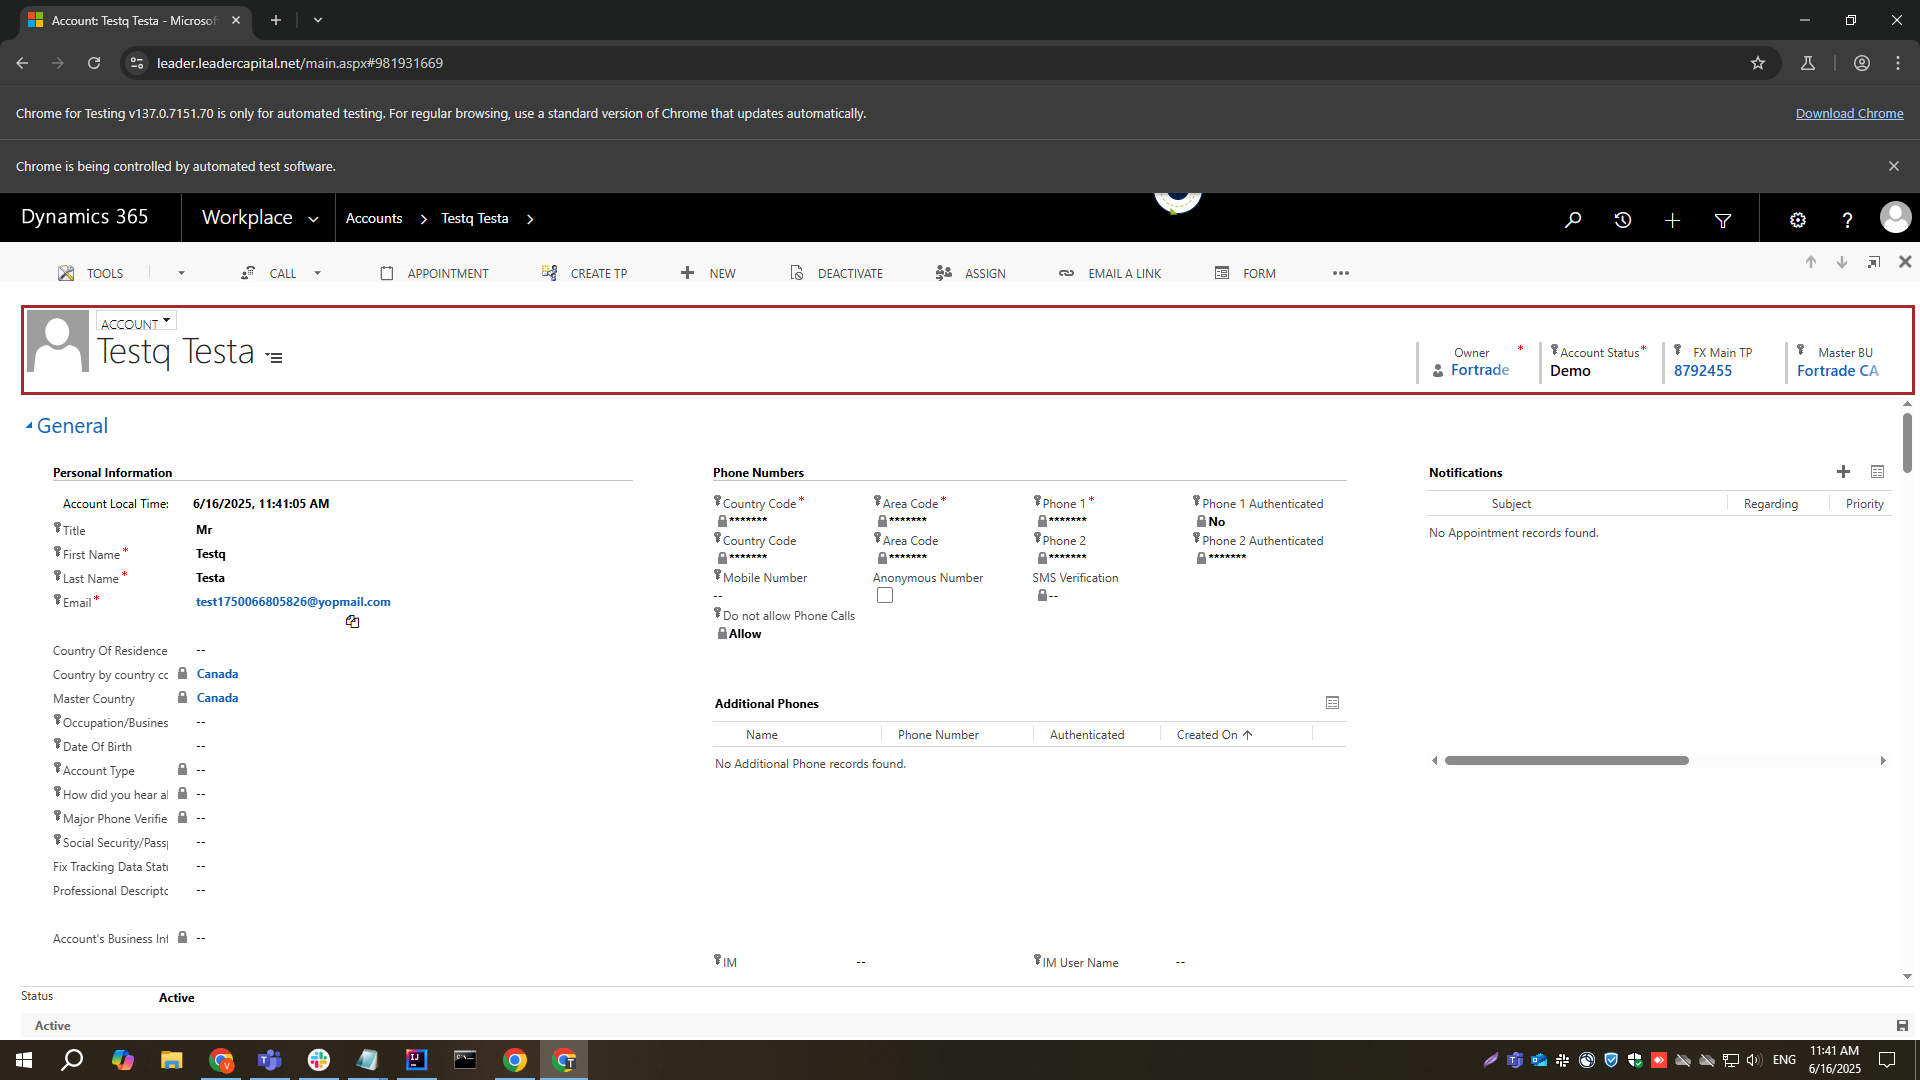 Account: Testq Testa - Microsof
leader.leadercapital.net/main.aspx#981931669
Chrome for Testing v137.0.7151.70 is only for automated testing. For regular browsing, use a standard version of Chrome that updates automatically.
Download Chrome
Chrome is being controlled by automated test software.
Dynamics 365
Workplace
Accounts
Testq Testa
TOOLS
CALL
APPOINTMENT
CREATE TP
NEW
DEACTIVATE
ASSIGN
EMAIL A LINK
FORM
ACCOUNT
Testq Testa
Owner *
Fortrade
Account Status *
Demo
FX Main TP
8792455
Master BU
Fortrade CA
General
Personal Information
Account Local Time: 6/16/2025, 11:41:05 AM
Title Mr
First Name * Testq
Last Name * Testa
Email * test1750066805826@yopmail.com
Country Of Residence --
Country by country cc Canada
Master Country Canada
Occupation/Busines --
Date Of Birth --
Account Type --
How did you hear al --
Major Phone Verifie --
Social Security/Pass --
Fix Tracking Data Statu --
Professional Descriptc --
Account's Business Inf --
Phone Numbers
Country Code * Area Code * Phone 1 * Phone 1 Authenticated
******* ******* ******* No
Country Code Area Code Phone 2 Phone 2 Authenticated
******* ******* ******* *******
Mobile Number Anonymous Number SMS Verification
-- --
Do not allow Phone Calls
Allow
Additional Phones
Name Phone Number Authenticated Created On
No Additional Phone records found.
IM -- IM User Name --
Notifications
Subject Regarding Priority
No Appointment records found.
Status Active
Active
ENG
11:41 AM
6/16/2025